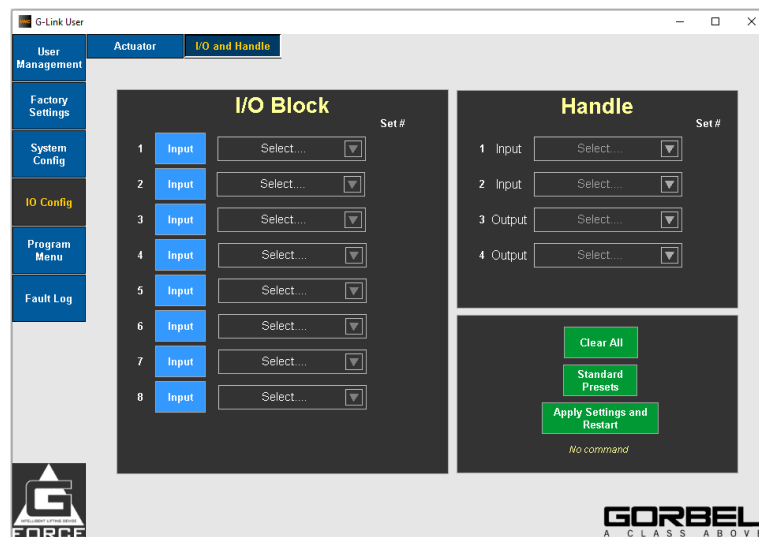 G-Link User
User
Management
Factory
Settings
System
Config
IO Config
Program
Menu
Fault Log
Actuator
I/O and Handle
I/O Block
Set #
1 Input Select....
2 Input Select....
3 Input Select....
4 Input Select....
5 Input Select....
6 Input Select....
7 Input Select....
8 Input Select....
Handle
Set #
1 Input Select....
2 Input Select....
3 Output Select....
4 Output Select....
Clear All
Standard
Presets
Apply Settings and
Restart
No command
G
INTELLIGENT LIFTING DEVICE
FORCE
GORBEL
A CLASS ABOVE